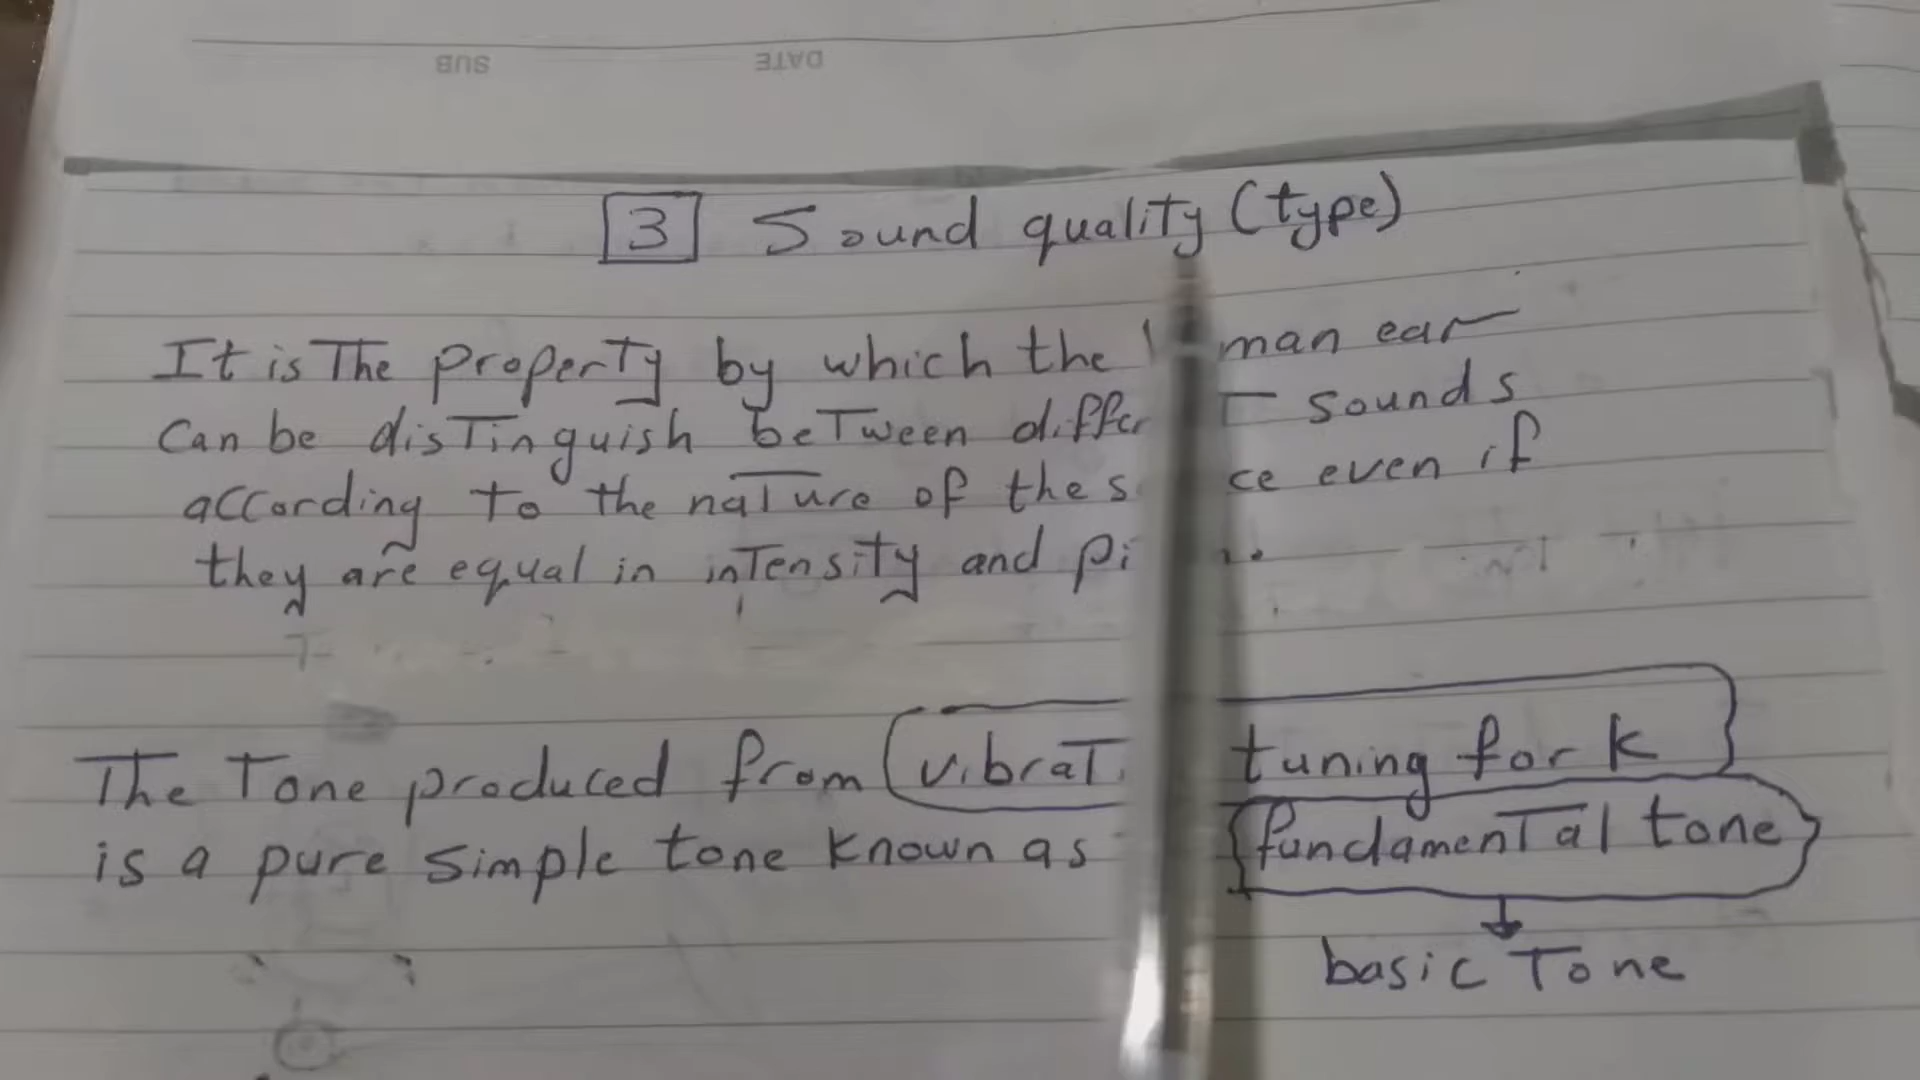 SUB DATE
3 Sound quality (type)
It is The property by which the man ear
Can be disTinguish beTween differ T sounds
according to the naTure of the s ce even if
they are equal in inTensity and pi
The Tone produced from vibraT tuning fork
is a pure simple tone known as fundamenTal tone
basic Tone